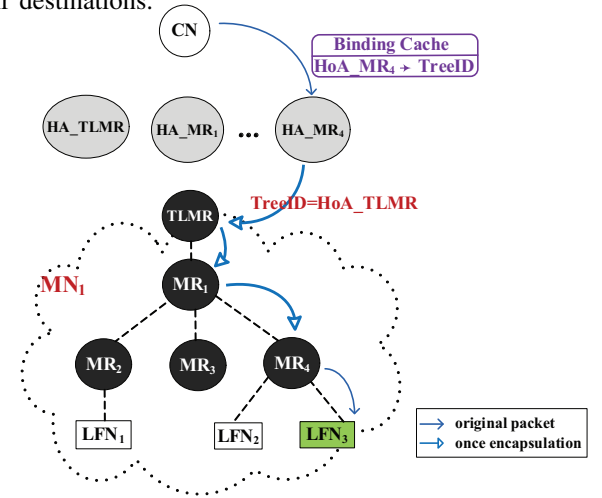 destinations.
CN
Binding Cache
HoA_MR₄ → TreeID
HA_TLMR
HA_MR₁
...
HA_MR₄
TreeID=HoA_TLMR
TLMR
MN₁
MR₁
MR₂
MR₃
MR₄
LFN₁
LFN₂
LFN₃
original packet
once encapsulation